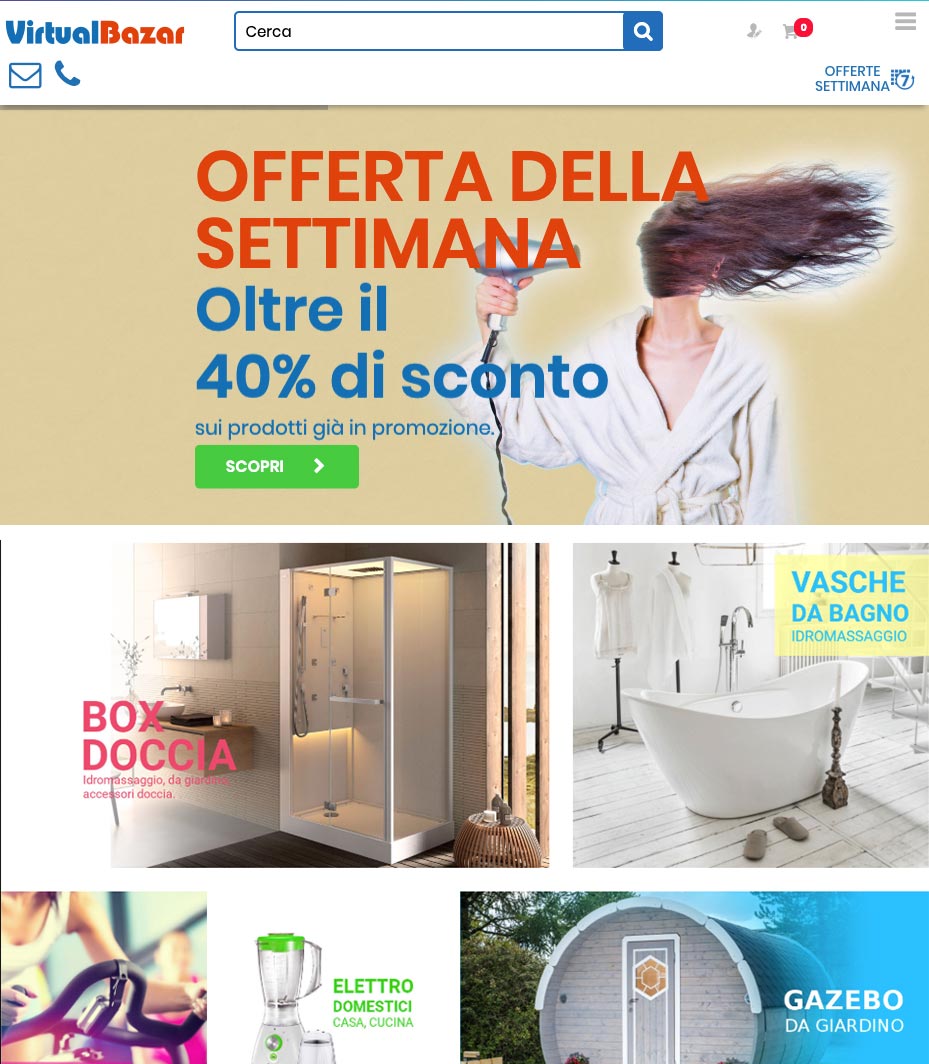 VirtualBazar
Cerca
0
OFFERTE
SETTIMANA
7
OFFERTA DELLA
SETTIMANA
Oltre il
40% di sconto
sui prodotti già in promozione.
SCOPRI
BOX
DOCCIA
Idromassaggio, da giardino,
accessori doccia.
VASCHE
DA BAGNO
IDROMASSAGGIO
ELETTRO
DOMESTICI
CASA, CUCINA
GAZEBO
DA GIARDINO